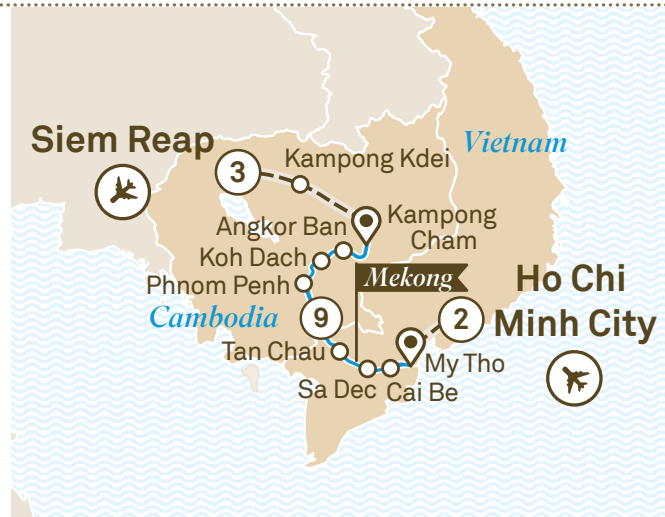 Siem Reap
Vietnam
3
Kampong Kdei
Angkor Ban
Kampong
Cham
Koh Dach
Phnom Penh
Mekong
Ho Chi
Minh City
Cambodia
9
2
Tan Chau
My Tho
Sa Dec
Cai Be